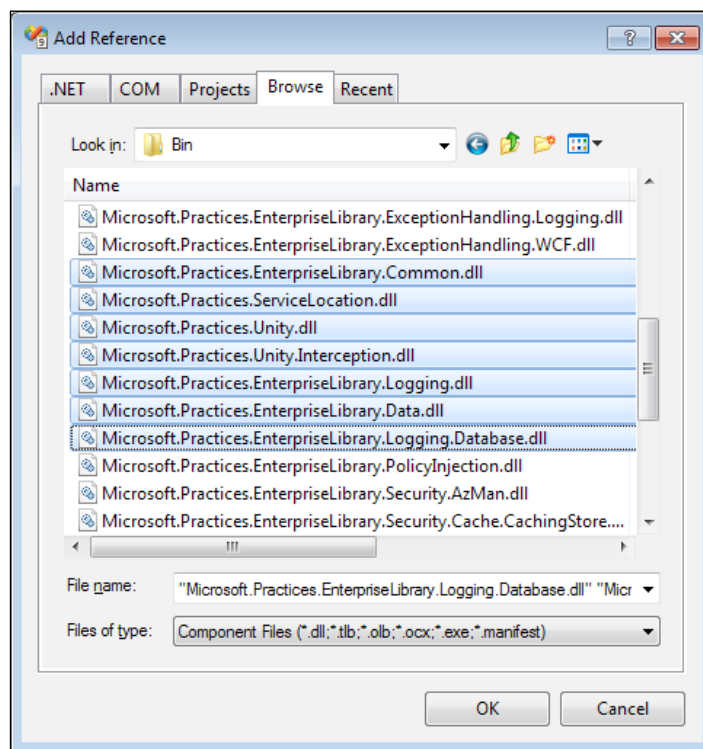 Add Reference
.NET COM Projects Browse Recent
Look in: Bin
Name
Microsoft.Practices.EnterpriseLibrary.ExceptionHandling.Logging.dll
Microsoft.Practices.EnterpriseLibrary.ExceptionHandling.WCF.dll
Microsoft.Practices.EnterpriseLibrary.Common.dll
Microsoft.Practices.ServiceLocation.dll
Microsoft.Practices.Unity.dll
Microsoft.Practices.Unity.Interception.dll
Microsoft.Practices.EnterpriseLibrary.Logging.dll
Microsoft.Practices.EnterpriseLibrary.Data.dll
Microsoft.Practices.EnterpriseLibrary.Logging.Database.dll
Microsoft.Practices.EnterpriseLibrary.PolicyInjection.dll
Microsoft.Practices.EnterpriseLibrary.Security.AzMan.dll
Microsoft.Practices.EnterpriseLibrary.Security.Cache.CachingStore....
File name: "Microsoft.Practices.EnterpriseLibrary.Logging.Database.dll" "Micr
Files of type: Component Files (*.dll;*.tlb;*.olb;*.ocx;*.exe;*.manifest)
OK Cancel